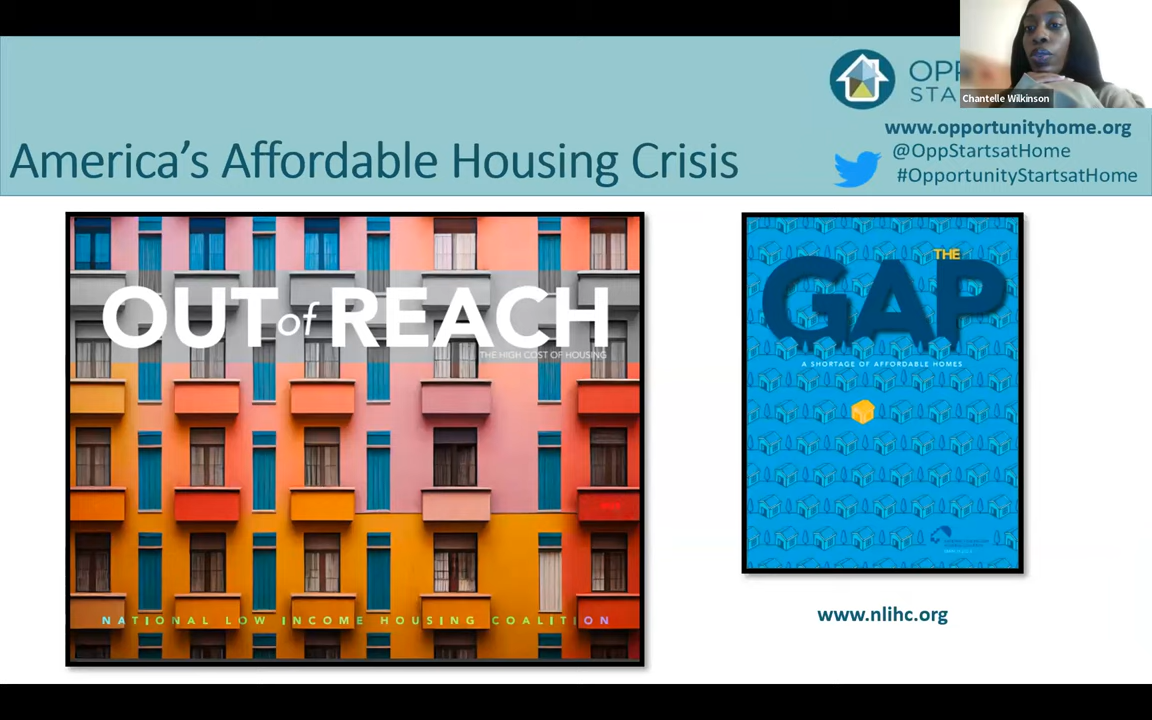 OPP
STA
Chantelle Wilkinson
www.opportunityhome.org
@OppStartsatHome
#OpportunityStartsatHome
America's Affordable Housing Crisis
OUT of REACH
THE HIGH COST OF HOUSING
NATIONAL LOW INCOME HOUSING COALITION
THE
GAP
A SHORTAGE OF AFFORDABLE HOMES
www.nlihc.org